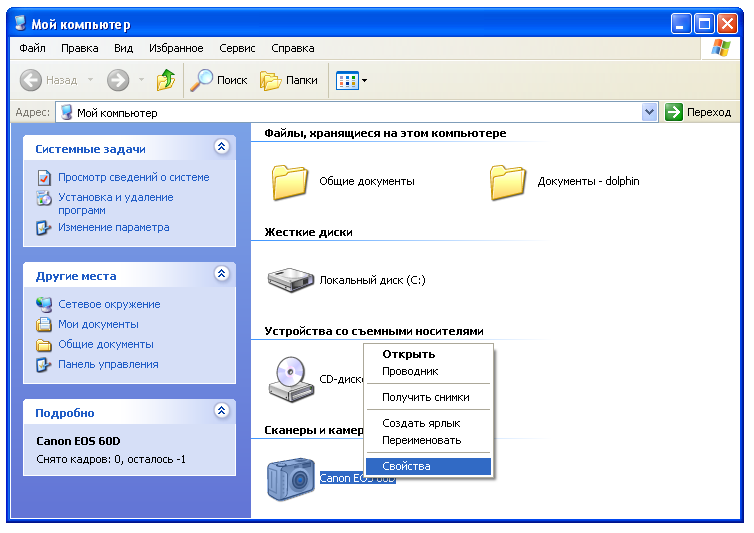 Мой компьютер
Файл Правка Вид Избранное Сервис Справка
Назад Поиск Папки
Адрес: Мой компьютер Переход
Системные задачи
Просмотр сведений о системе
Установка и удаление
программ
Изменение параметра
Другие места
Сетевое окружение
Мои документы
Общие документы
Панель управления
Подробно
Canon EOS 60D
Снято кадров: 0, осталось -1
Файлы, хранящиеся на этом компьютере
Общие документы Документы - dolphin
Жесткие диски
Локальный диск (C:)
Устройства со съемными носителями
CD-диско
Сканеры и камер
Canon EOS 60D
Открыть
Проводник
Получить снимки
Создать ярлык
Переименовать
Свойства